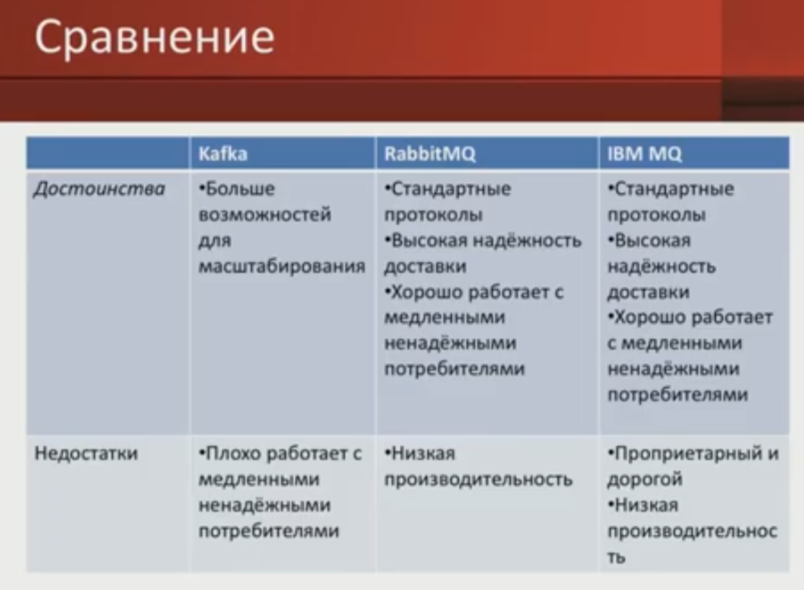 Сравнение
Kafka
RabbitMQ
IBM MQ
Достоинства
•Больше
возможностей
для
масштабирования
•Стандартные
протоколы
•Высокая надёжность
доставки
•Хорошо работает с
медленными
ненадёжными
потребителями
•Стандартные
протоколы
•Высокая
надёжность
доставки
•Хорошо работает
с медленными
ненадёжными
потребителями
Недостатки
•Плохо работает с
медленными
ненадёжными
потребителями
•Низкая
производительность
•Проприетарный и
дорогой
•Низкая
производительнос
ть